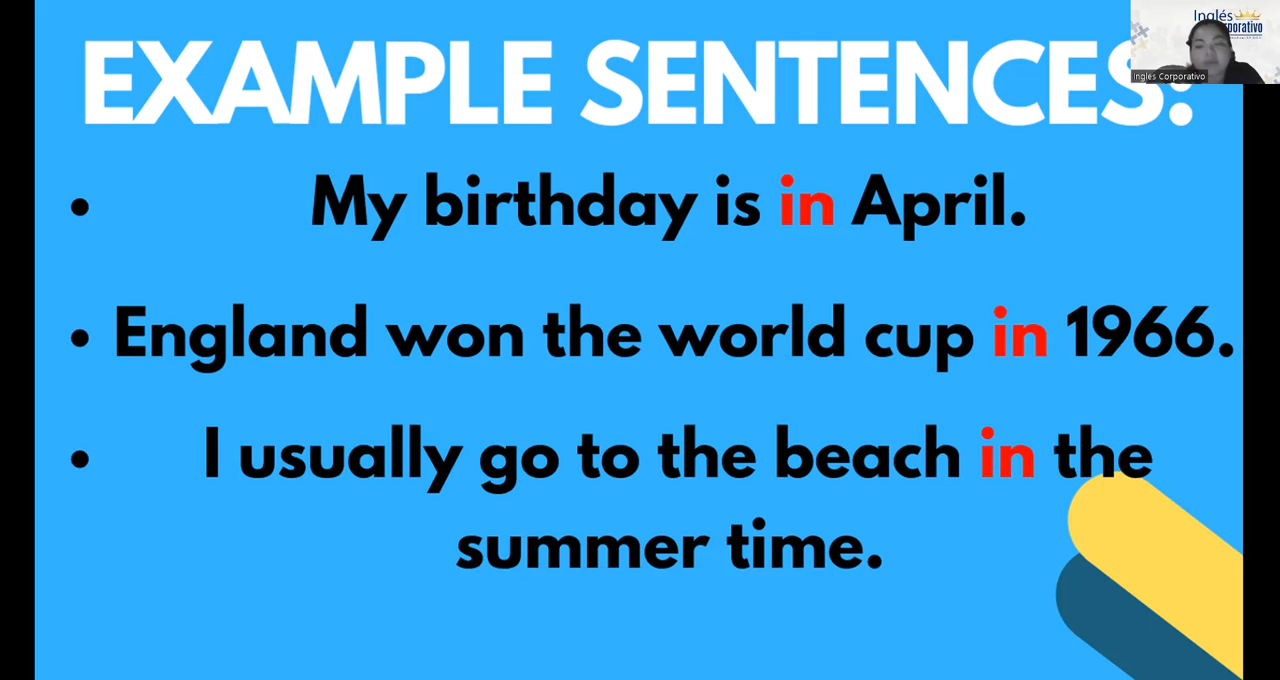 EXAMPLE SENTENCES:
• My birthday is in April.
• England won the world cup in 1966.
• I usually go to the beach in the
summer time.
Inglés
Ingles Corporativo